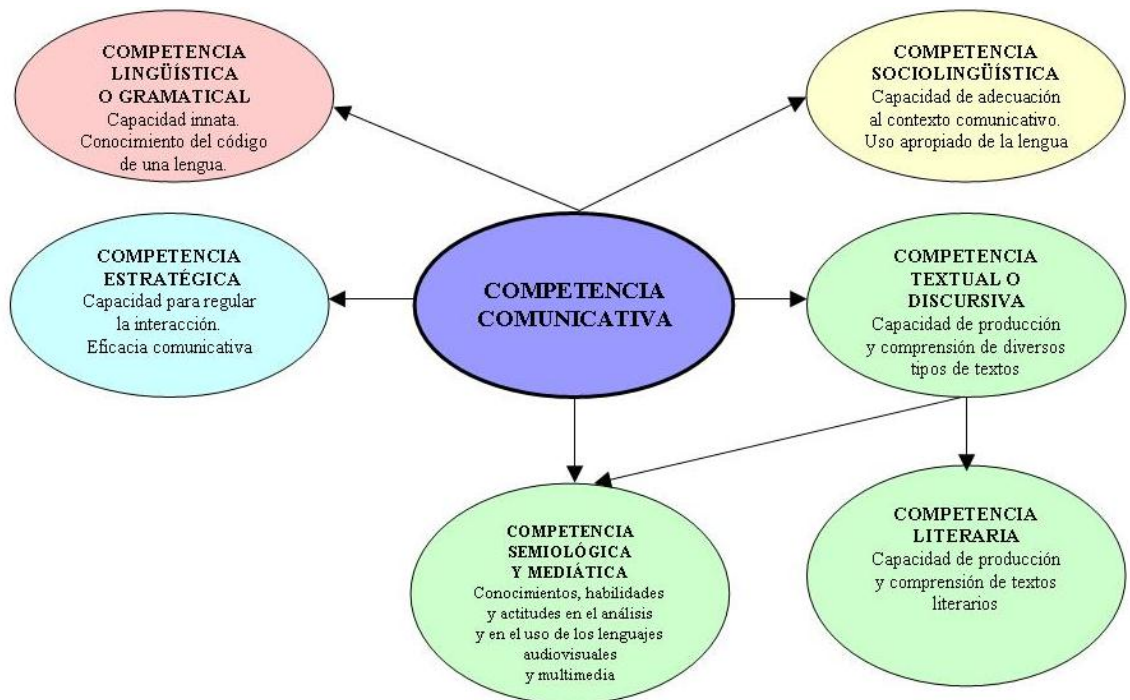 COMPETENCIA
LINGÜÍSTICA
O GRAMATICAL
Capacidad innata.
Conocimiento del código
de una lengua.
COMPETENCIA
SOCIOLINGÜÍSTICA
Capacidad de adecuación
al contexto comunicativo.
Uso apropiado de la lengua
COMPETENCIA
ESTRATÉGICA
Capacidad para regular
la interacción.
Eficacia comunicativa
COMPETENCIA
COMUNICATIVA
COMPETENCIA
TEXTUAL O
DISCURSIVA
Capacidad de producción
y comprensión de diversos
tipos de textos
COMPETENCIA
SEMIOLÓGICA
Y MEDIÁTICA
Conocimientos, habilidades
y actitudes en el análisis
y en el uso de los lenguajes
audiovisuales
y multimedia
COMPETENCIA
LITERARIA
Capacidad de producción
y comprensión de textos
literarios